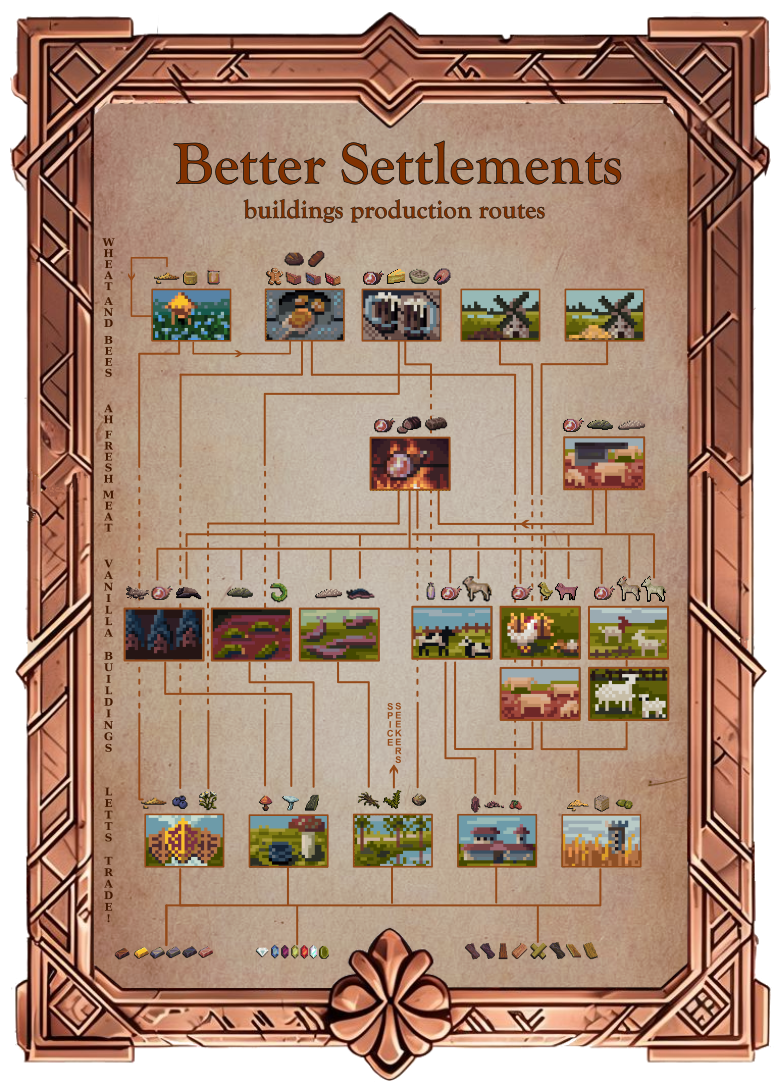 Better Settlements
buildings production routes
WHEAT AND BEES
AH FRESH MEAT
VANILLA BUILDINGS
SPICE
SEEKERS
LETTS TRADE!